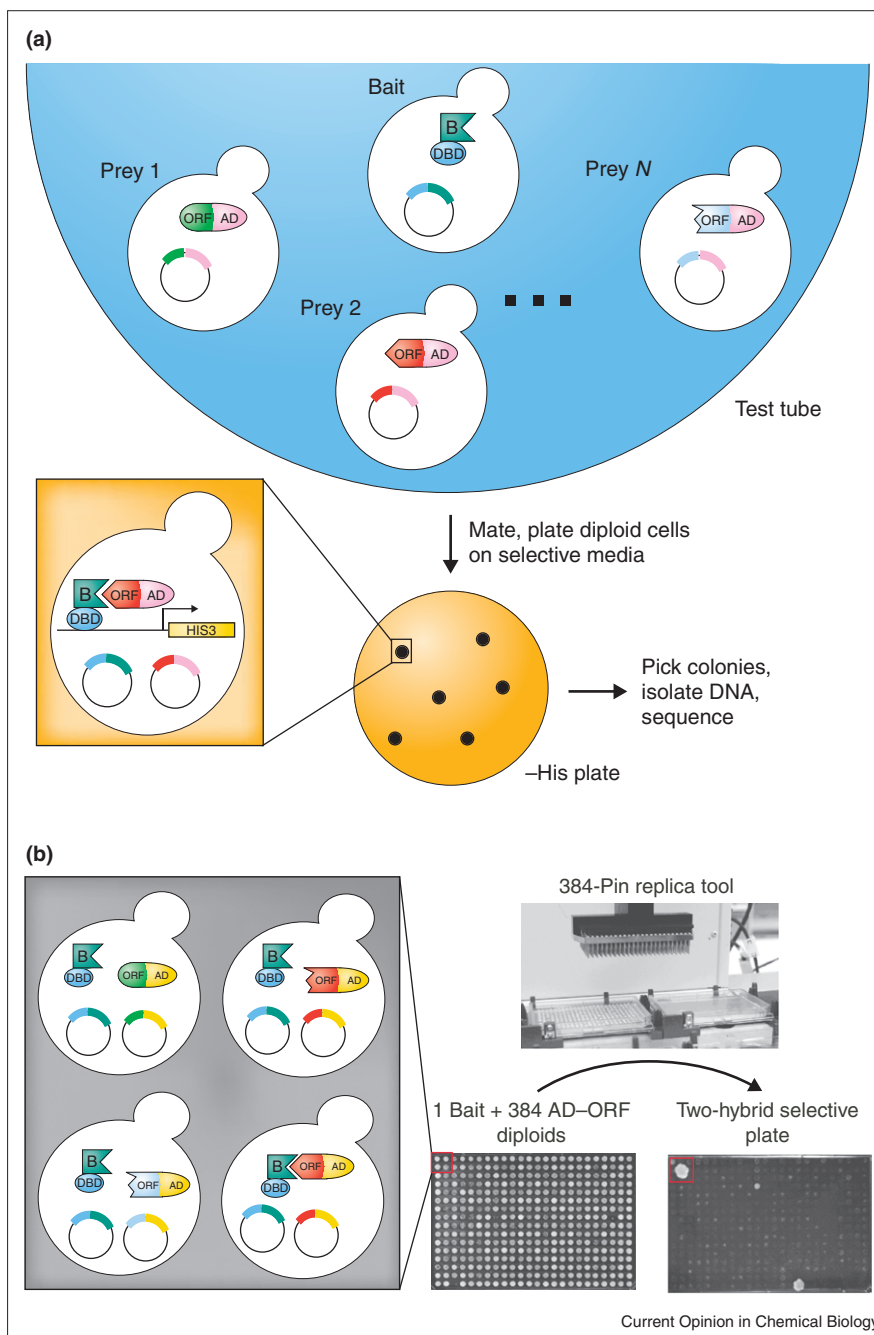 (a)
Bait
B
DBD
Prey 1
ORF AD
Prey N
ORF AD
Prey 2
ORF AD
Test tube
Mate, plate diploid cells
on selective media
B ORF AD
DBD
HIS3
Pick colonies,
isolate DNA,
sequence
–His plate
(b)
384-Pin replica tool
B
DBD
ORF AD
B
DBD
ORF AD
1 Bait + 384 AD–ORF
diploids
Two-hybrid selective
plate
B
DBD
ORF AD
B ORF AD
DBD
Current Opinion in Chemical Biology